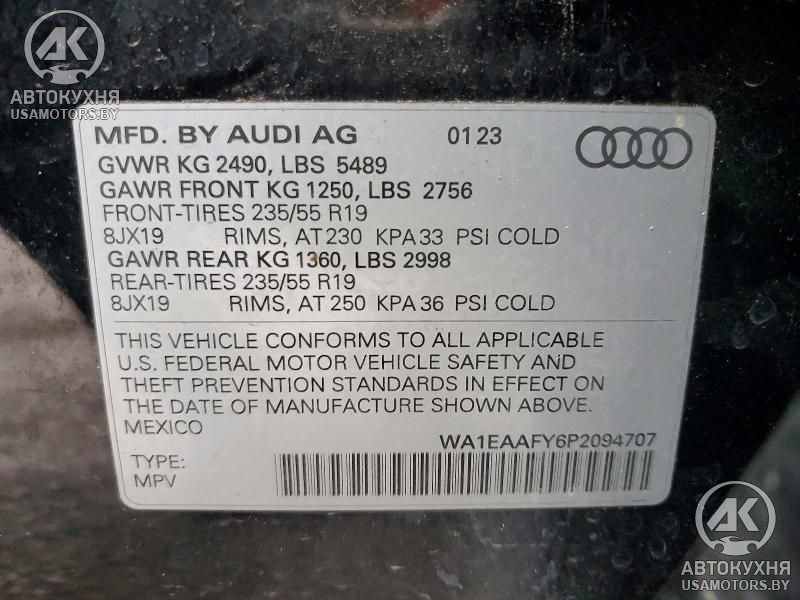 AK
АВТОКУХНЯ
USAMOTORS.BY
MFD. BY AUDI AG 01 23
GVWR KG 2490, LBS 5489
GAWR FRONT KG 1250, LBS 2756
FRONT-TIRES 235/55 R19
8JX19 RIMS, AT 230 KPA 33 PSI COLD
GAWR REAR KG 1360, LBS 2998
REAR-TIRES 235/55 R19
8JX19 RIMS, AT 250 KPA 36 PSI COLD
THIS VEHICLE CONFORMS TO ALL APPLICABLE
U.S. FEDERAL MOTOR VEHICLE SAFETY AND
THEFT PREVENTION STANDARDS IN EFFECT ON
THE DATE OF MANUFACTURE SHOWN ABOVE.
MEXICO
WA1EAAFY6P2094707
TYPE:
MPV
AK
АВТОКУХНЯ
USAMOTORS.BY